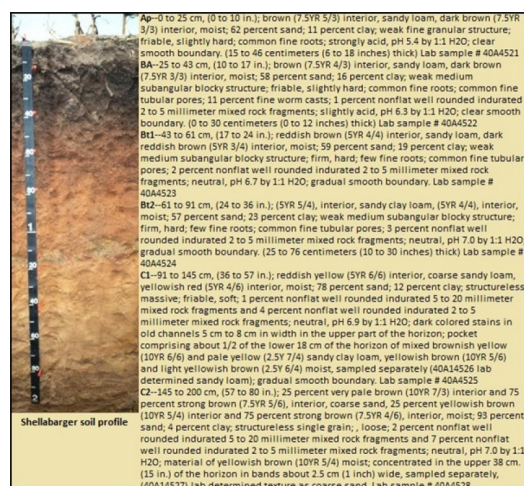 Ap--0 to 25 cm, (0 to 10 in.); brown (7.5YR 5/3) interior, sandy loam, dark brown (7.5YR
3/3) interior, moist; 62 percent sand; 11 percent clay; weak fine granular structure;
friable, slightly hard; common fine roots; strongly acid, pH 5.4 by 1:1 H2O; clear
smooth boundary. (15 to 46 centimeters (6 to 18 inches) thick) Lab sample # 40A4521
BA--25 to 43 cm, (10 to 17 in.); brown (7.5YR 4/3) interior, sandy loam, dark brown
(7.5YR 3/3) interior, moist; 58 percent sand; 16 percent clay; weak medium
subangular blocky structure; friable, slightly hard; common fine roots; common fine
tubular pores; 11 percent fine worm casts; 1 percent nonflat well rounded indurated
2 to 5 millimeter mixed rock fragments; slightly acid, pH 6.3 by 1:1 H2O; clear smooth
boundary. (0 to 30 centimeters (0 to 12 inches) thick) Lab sample # 40A4522
Bt1--43 to 61 cm, (17 to 24 in.); reddish brown (5YR 4/4) interior, sandy loam, dark
reddish brown (5YR 3/4) interior, moist; 59 percent sand; 19 percent clay; weak
medium subangular blocky structure; firm, hard; few fine roots; common fine tubular
pores; 2 percent nonflat well rounded indurated 2 to 5 millimeter mixed rock
fragments; neutral, pH 6.7 by 1:1 H2O; gradual smooth boundary. Lab sample #
40A4523
Bt2--61 to 91 cm, (24 to 36 in.); (5YR 5/4), interior, sandy clay loam, (5YR 4/4), interior,
moist; 57 percent sand; 23 percent clay; weak medium subangular blocky structure;
firm, hard; few fine roots; common fine tubular pores; 3 percent nonflat well
rounded indurated 2 to 5 millimeter mixed rock fragments; neutral, pH 7.0 by 1:1 H2O;
gradual smooth boundary. (25 to 76 centimeters (10 to 30 inches) thick) Lab sample #
40A4524
C1--91 to 145 cm, (36 to 57 in.); reddish yellow (5YR 6/6) interior, coarse sandy loam,
yellowish red (5YR 4/6) interior, moist; 78 percent sand; 12 percent clay; structureless
massive; friable, soft; 1 percent nonflat well rounded indurated 5 to 20 millimeter
mixed rock fragments and 4 percent nonflat well rounded indurated 2 to 5
millimeter mixed rock fragments; neutral, pH 6.9 by 1:1 H2O; dark colored stains in
old channels 5 cm to 8 cm in width in the upper part of the horizon; pocket
comprising about 1/2 of the lower 18 cm of the horizon of mixed brownish yellow
(10YR 6/6) and pale yellow (2.5Y 7/4) sandy clay loam, yellowish brown (10YR 5/6)
and light yellowish brown (2.5Y 6/4) moist, sampled separately (40A14526 lab
determined sandy loam); gradual smooth boundary. Lab sample # 40A4525
C2--145 to 200 cm, (57 to 80 in.); 25 percent very pale brown (10YR 7/3) interior and 75
percent strong brown (7.5YR 5/6), interior, coarse sand, 25 percent yellowish brown
(10YR 5/4) interior and 75 percent strong brown (7.5YR 4/6), interior, moist; 93 percent
sand; 4 percent clay; structureless single grain; , loose; 2 percent nonflat well
rounded indurated 5 to 20 millimeter mixed rock fragments and 7 percent nonflat
well rounded indurated 2 to 5 millimeter mixed rock fragments; neutral, pH 7.0 by 1:1
H2O; material of yellowish brown (10YR 5/4) moist; concentrated in the upper 38 cm.
(15 in.) of the horizon in bands about 2.5 cm (1 inch) wide, sampled separately,
(40A14527) lab determined texture as coarse sand. Lab sample # 40A4528
Shellabarger soil profile